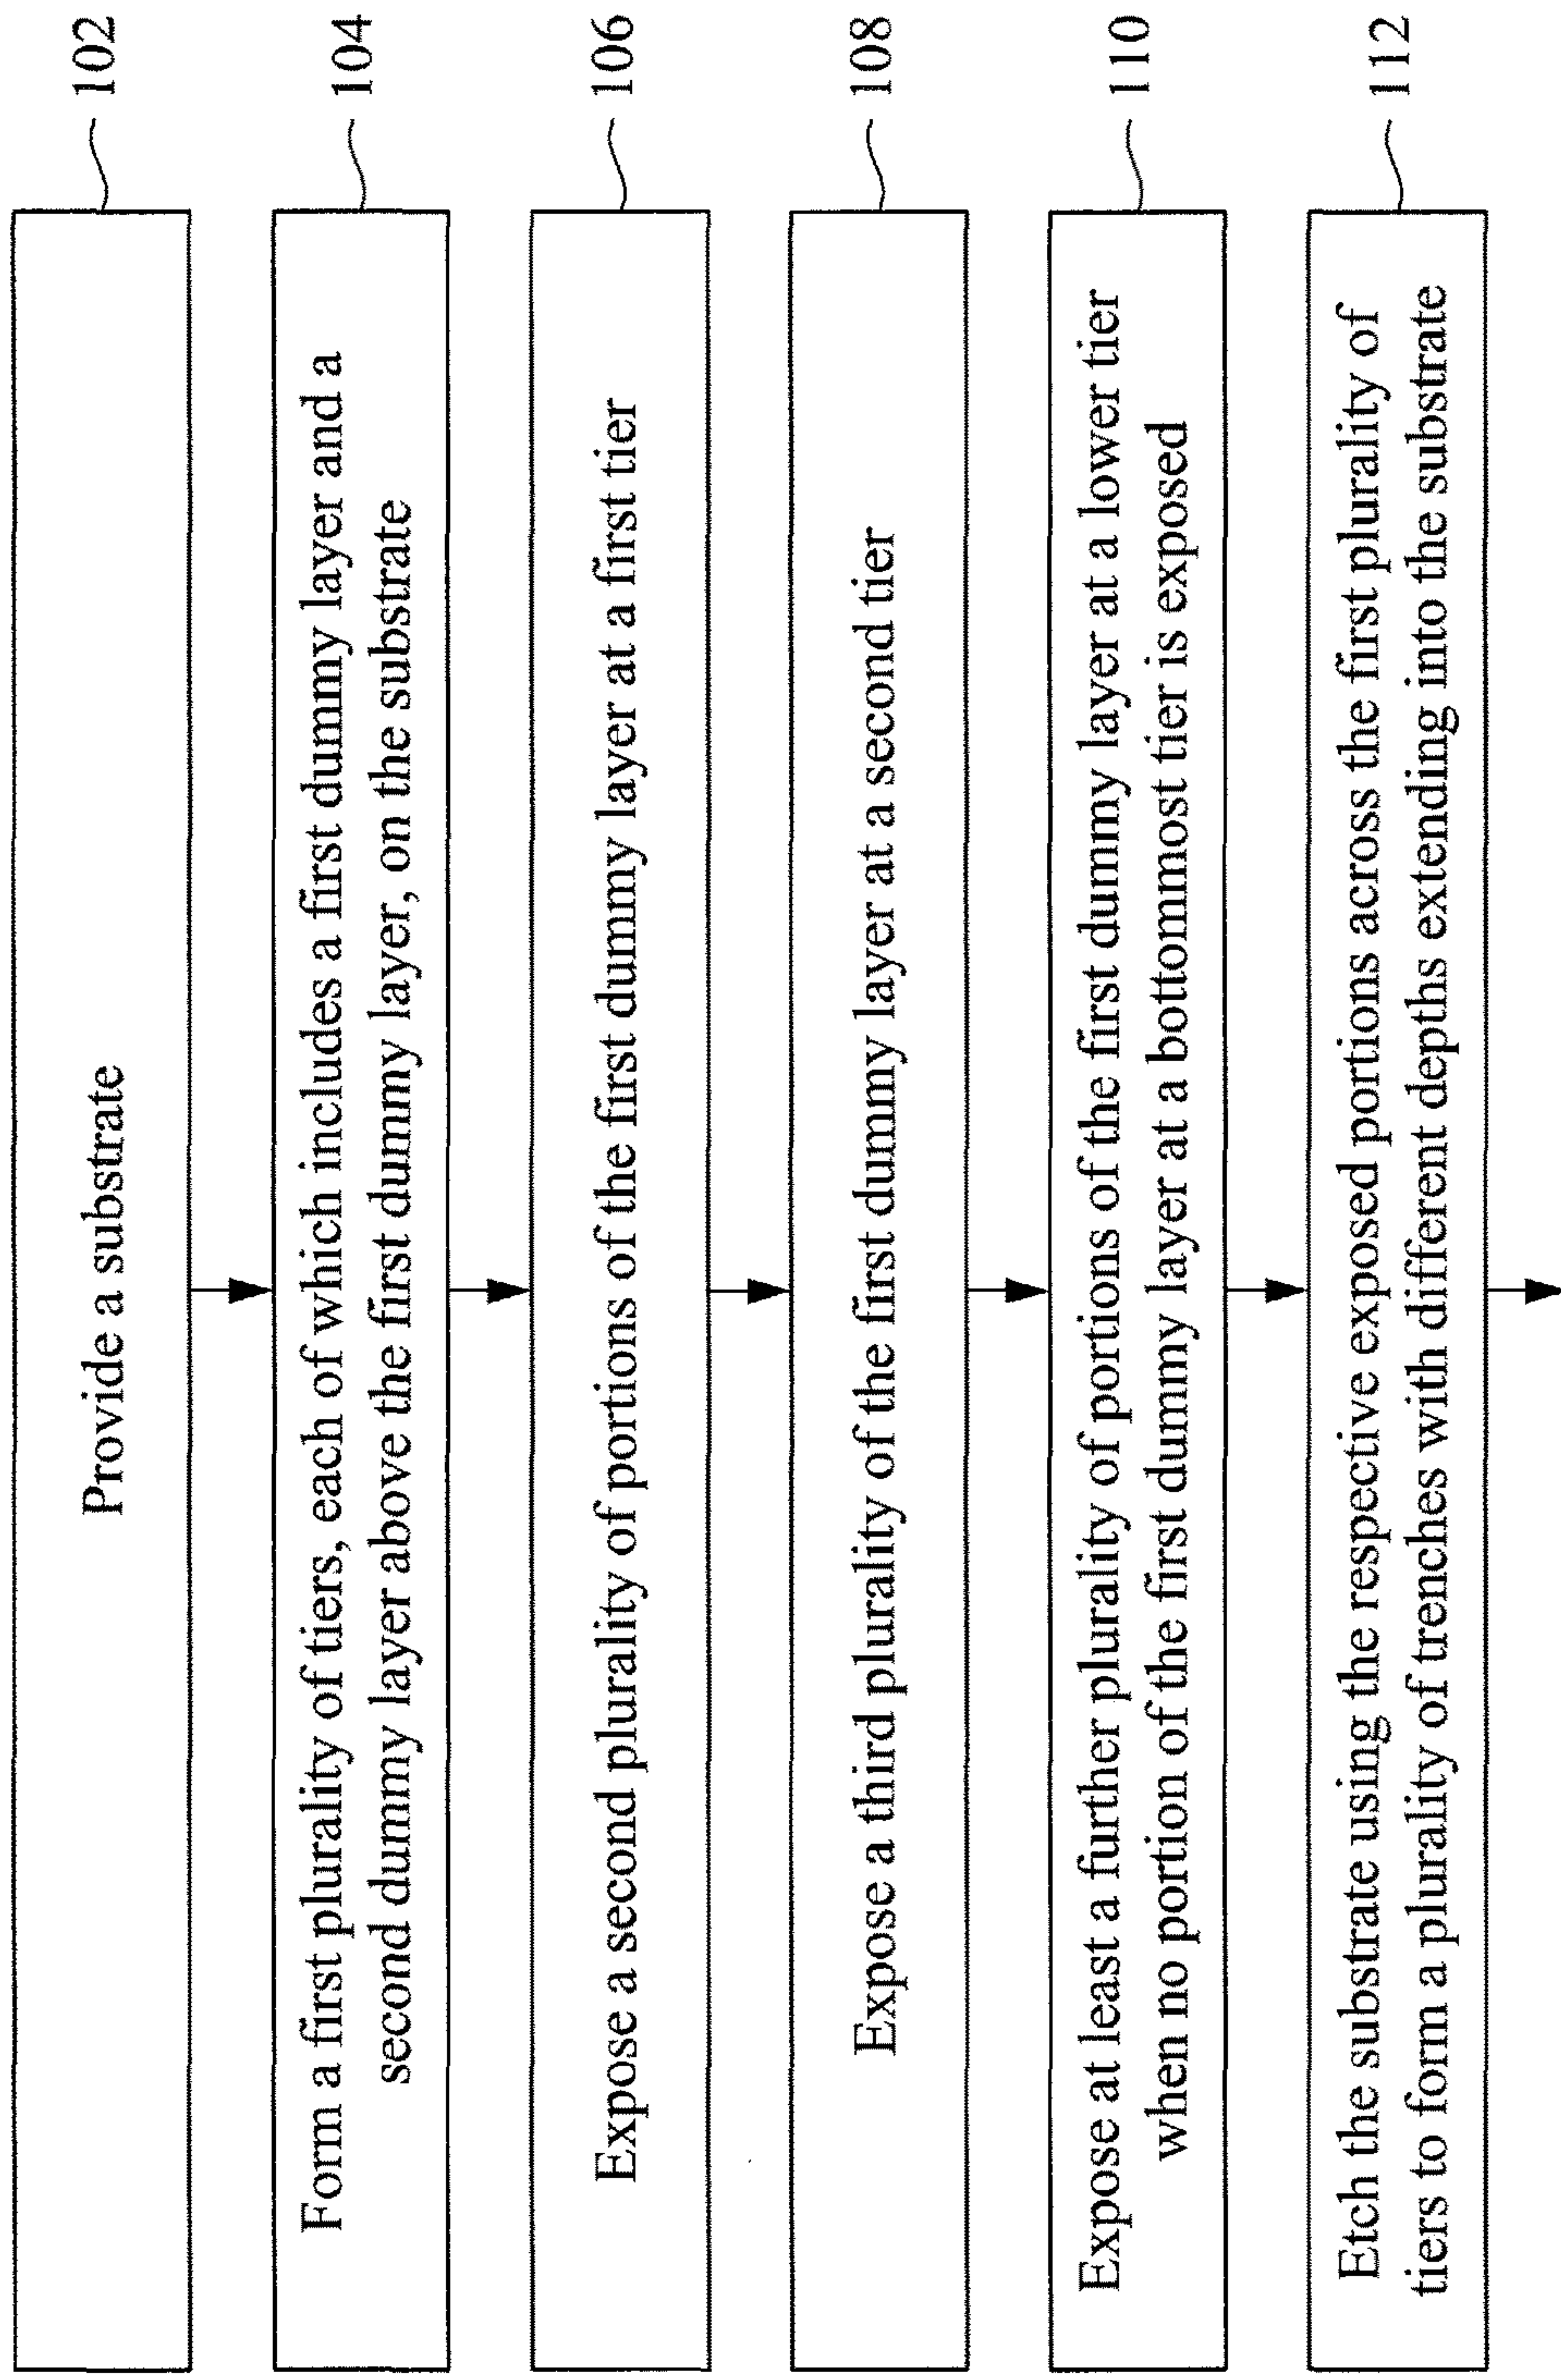 Provide a substrate
102
Form a first plurality of tiers, each of which includes a first dummy layer and a
second dummy layer above the first dummy layer, on the substrate
104
Expose a second plurality of portions of the first dummy layer at a first tier
106
Expose a third plurality of the first dummy layer at a second tier
108
Expose at least a further plurality of portions of the first dummy layer at a lower tier
when no portion of the first dummy layer at a bottommost tier is exposed
110
Etch the substrate using the respective exposed portions across the first plurality of
tiers to form a plurality of trenches with different depths extending into the substrate
112